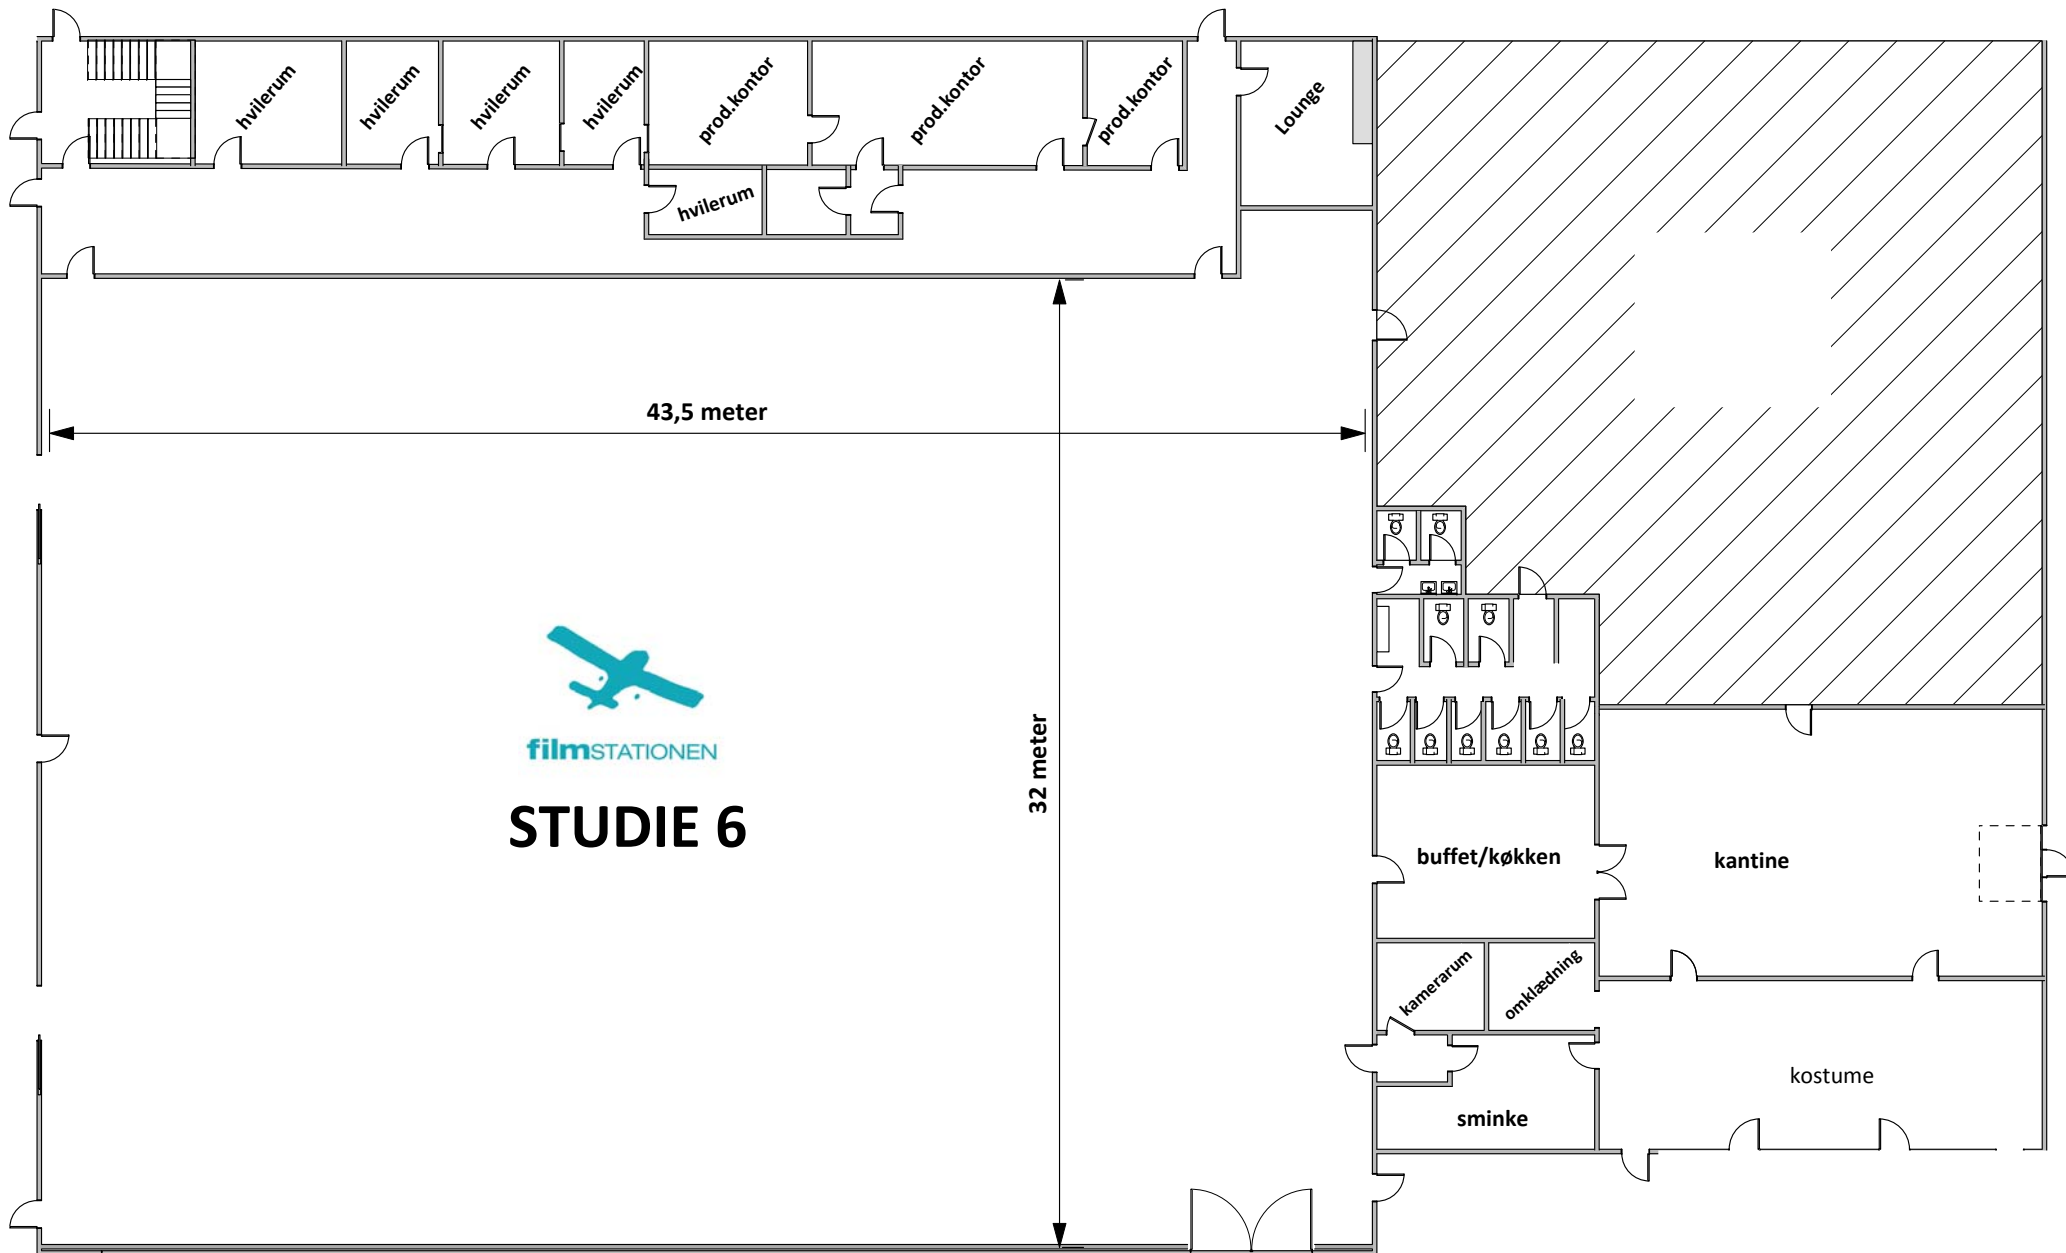 hvilerum
hvilerum
hvilerum
hvilerum
prod.kontor
prod.kontor
prod.kontor
Lounge
hvilerum
43,5 meter
32 meter
filmSTATIONEN
STUDIE 6
buffet/køkken
kantine
kamerarum
omklædning
kostume
sminke